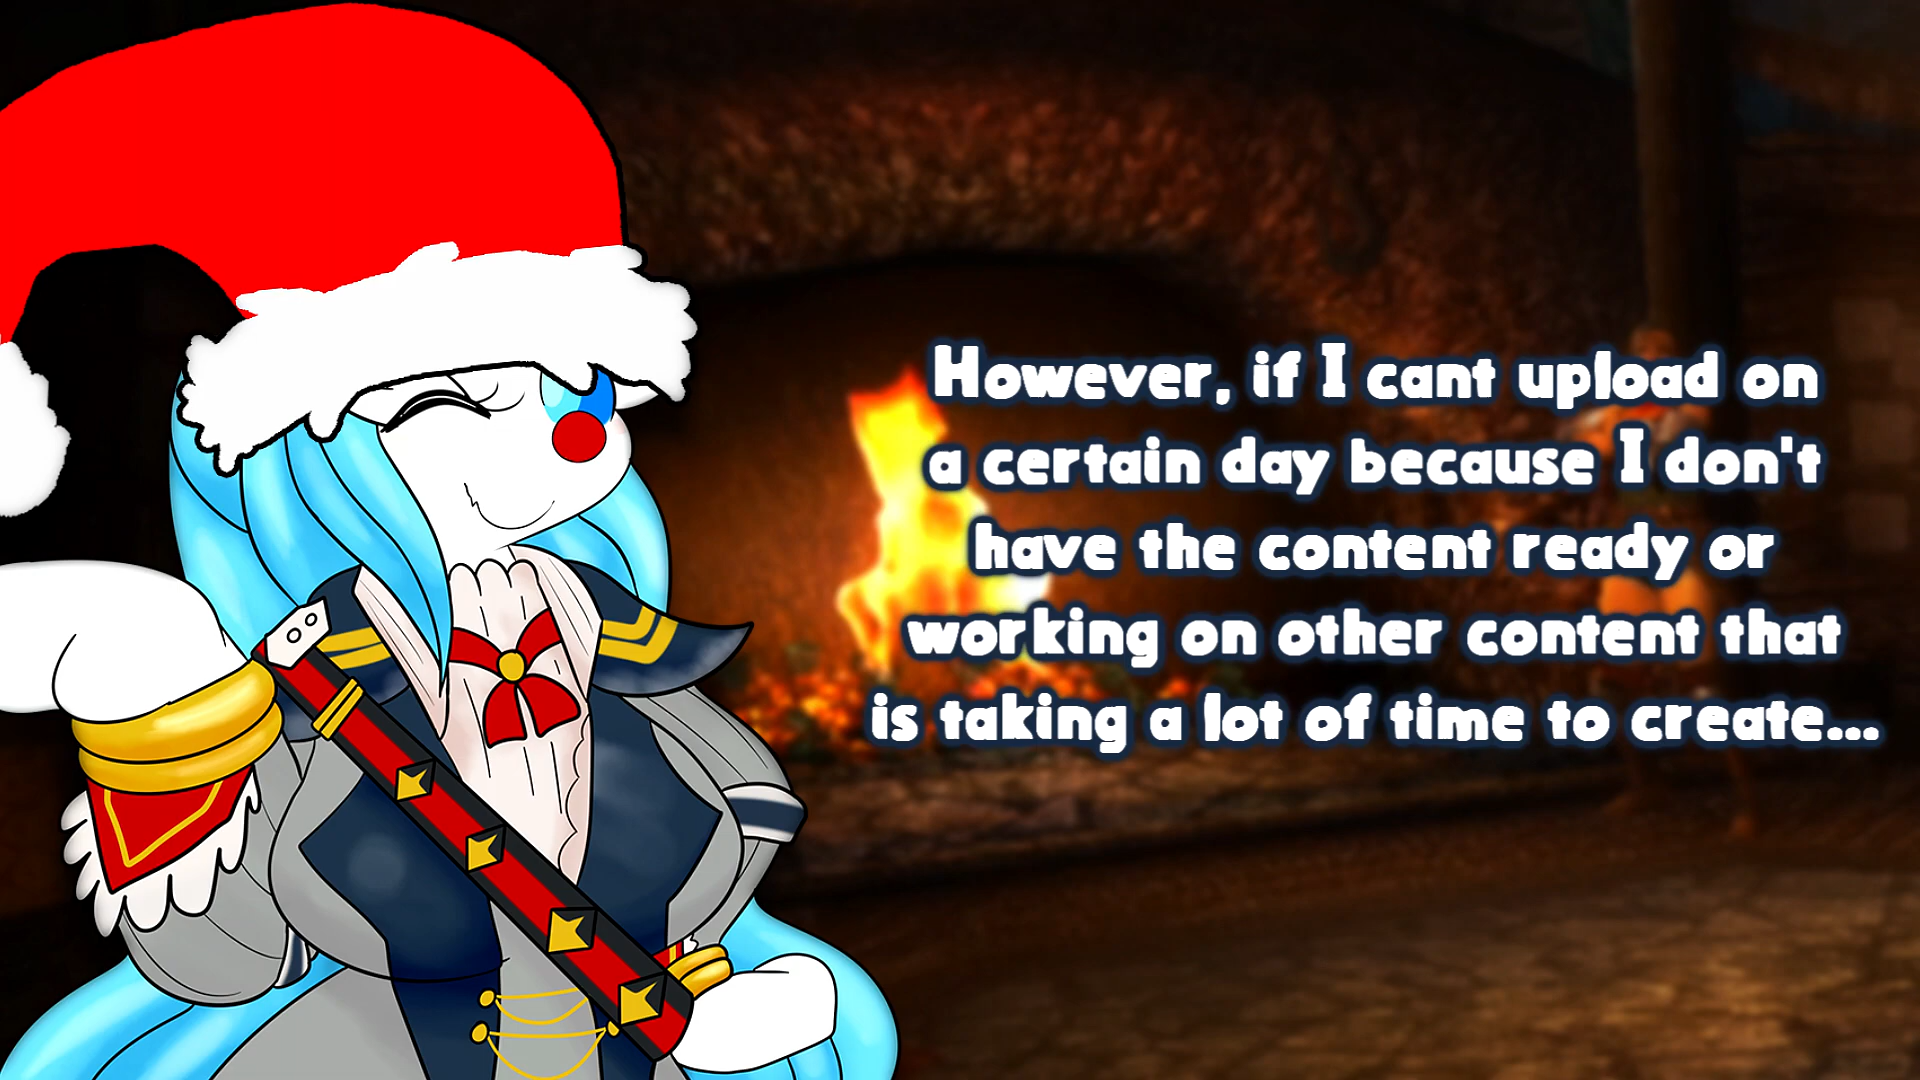 However, if I cant upload on
a certain day because I don't
have the content ready or
working on other content that
is taking a lot of time to create...